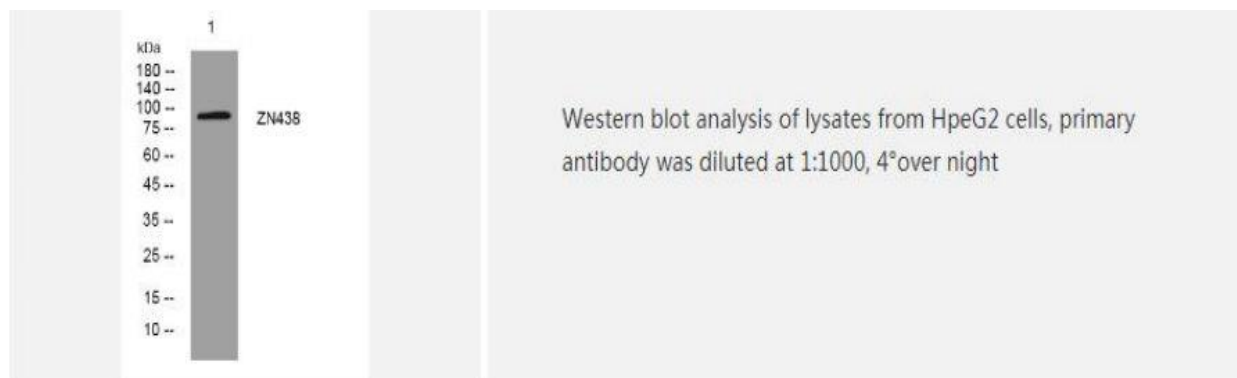 1
kDa
180 --
140 --
100 --
75 --
60 --
45 --
35 --
25 --
15 --
10 --
ZN438
Western blot analysis of lysates from HpeG2 cells, primary
antibody was diluted at 1:1000, 4°over night